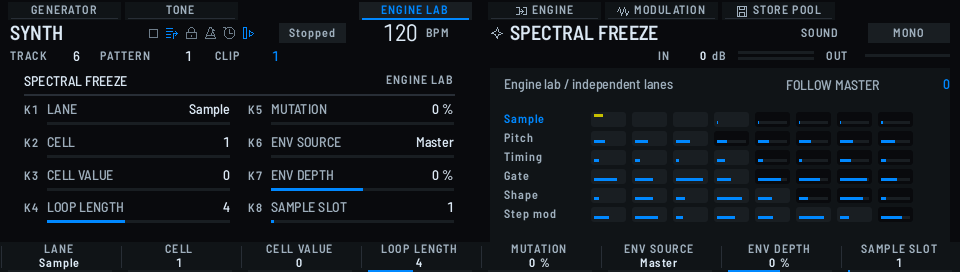 GENERATOR TONE ENGINE LAB ENGINE MODULATION STORE POOL
SYNTH Stopped 120 BPM SPECTRAL FREEZE SOUND MONO
TRACK 6 PATTERN 1 CLIP 1 IN 0 dB OUT
SPECTRAL FREEZE ENGINE LAB
Engine lab / independent lanes FOLLOW MASTER 0
K1 LANE Sample K5 MUTATION 0 %
K2 CELL 1 K6 ENV SOURCE Master
K3 CELL VALUE 0 K7 ENV DEPTH 0 %
K4 LOOP LENGTH 4 K8 SAMPLE SLOT 1
Sample
Pitch
Timing
Gate
Shape
Step mod
LANE CELL CELL VALUE LOOP LENGTH MUTATION ENV SOURCE ENV DEPTH SAMPLE SLOT
Sample 1 0 4 0 % Master 0 % 1